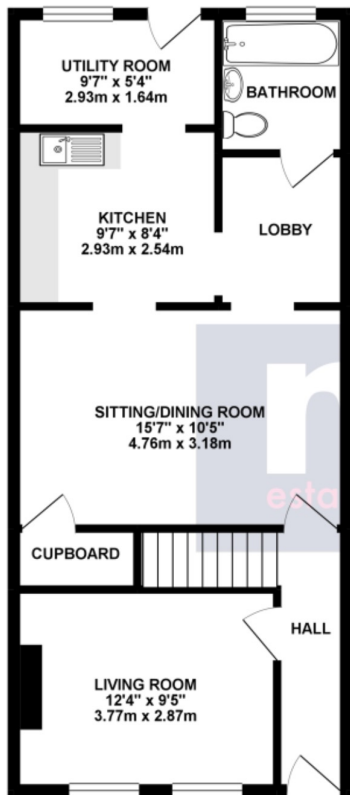 UTILITY ROOM
9'7" x 5'4"
2.93m x 1.64m
BATHROOM
KITCHEN
9'7" x 8'4"
2.93m x 2.54m
LOBBY
SITTING/DINING ROOM
15'7" x 10'5"
4.76m x 3.18m
n
esta
CUPBOARD
HALL
LIVING ROOM
12'4" x 9'5"
3.77m x 2.87m